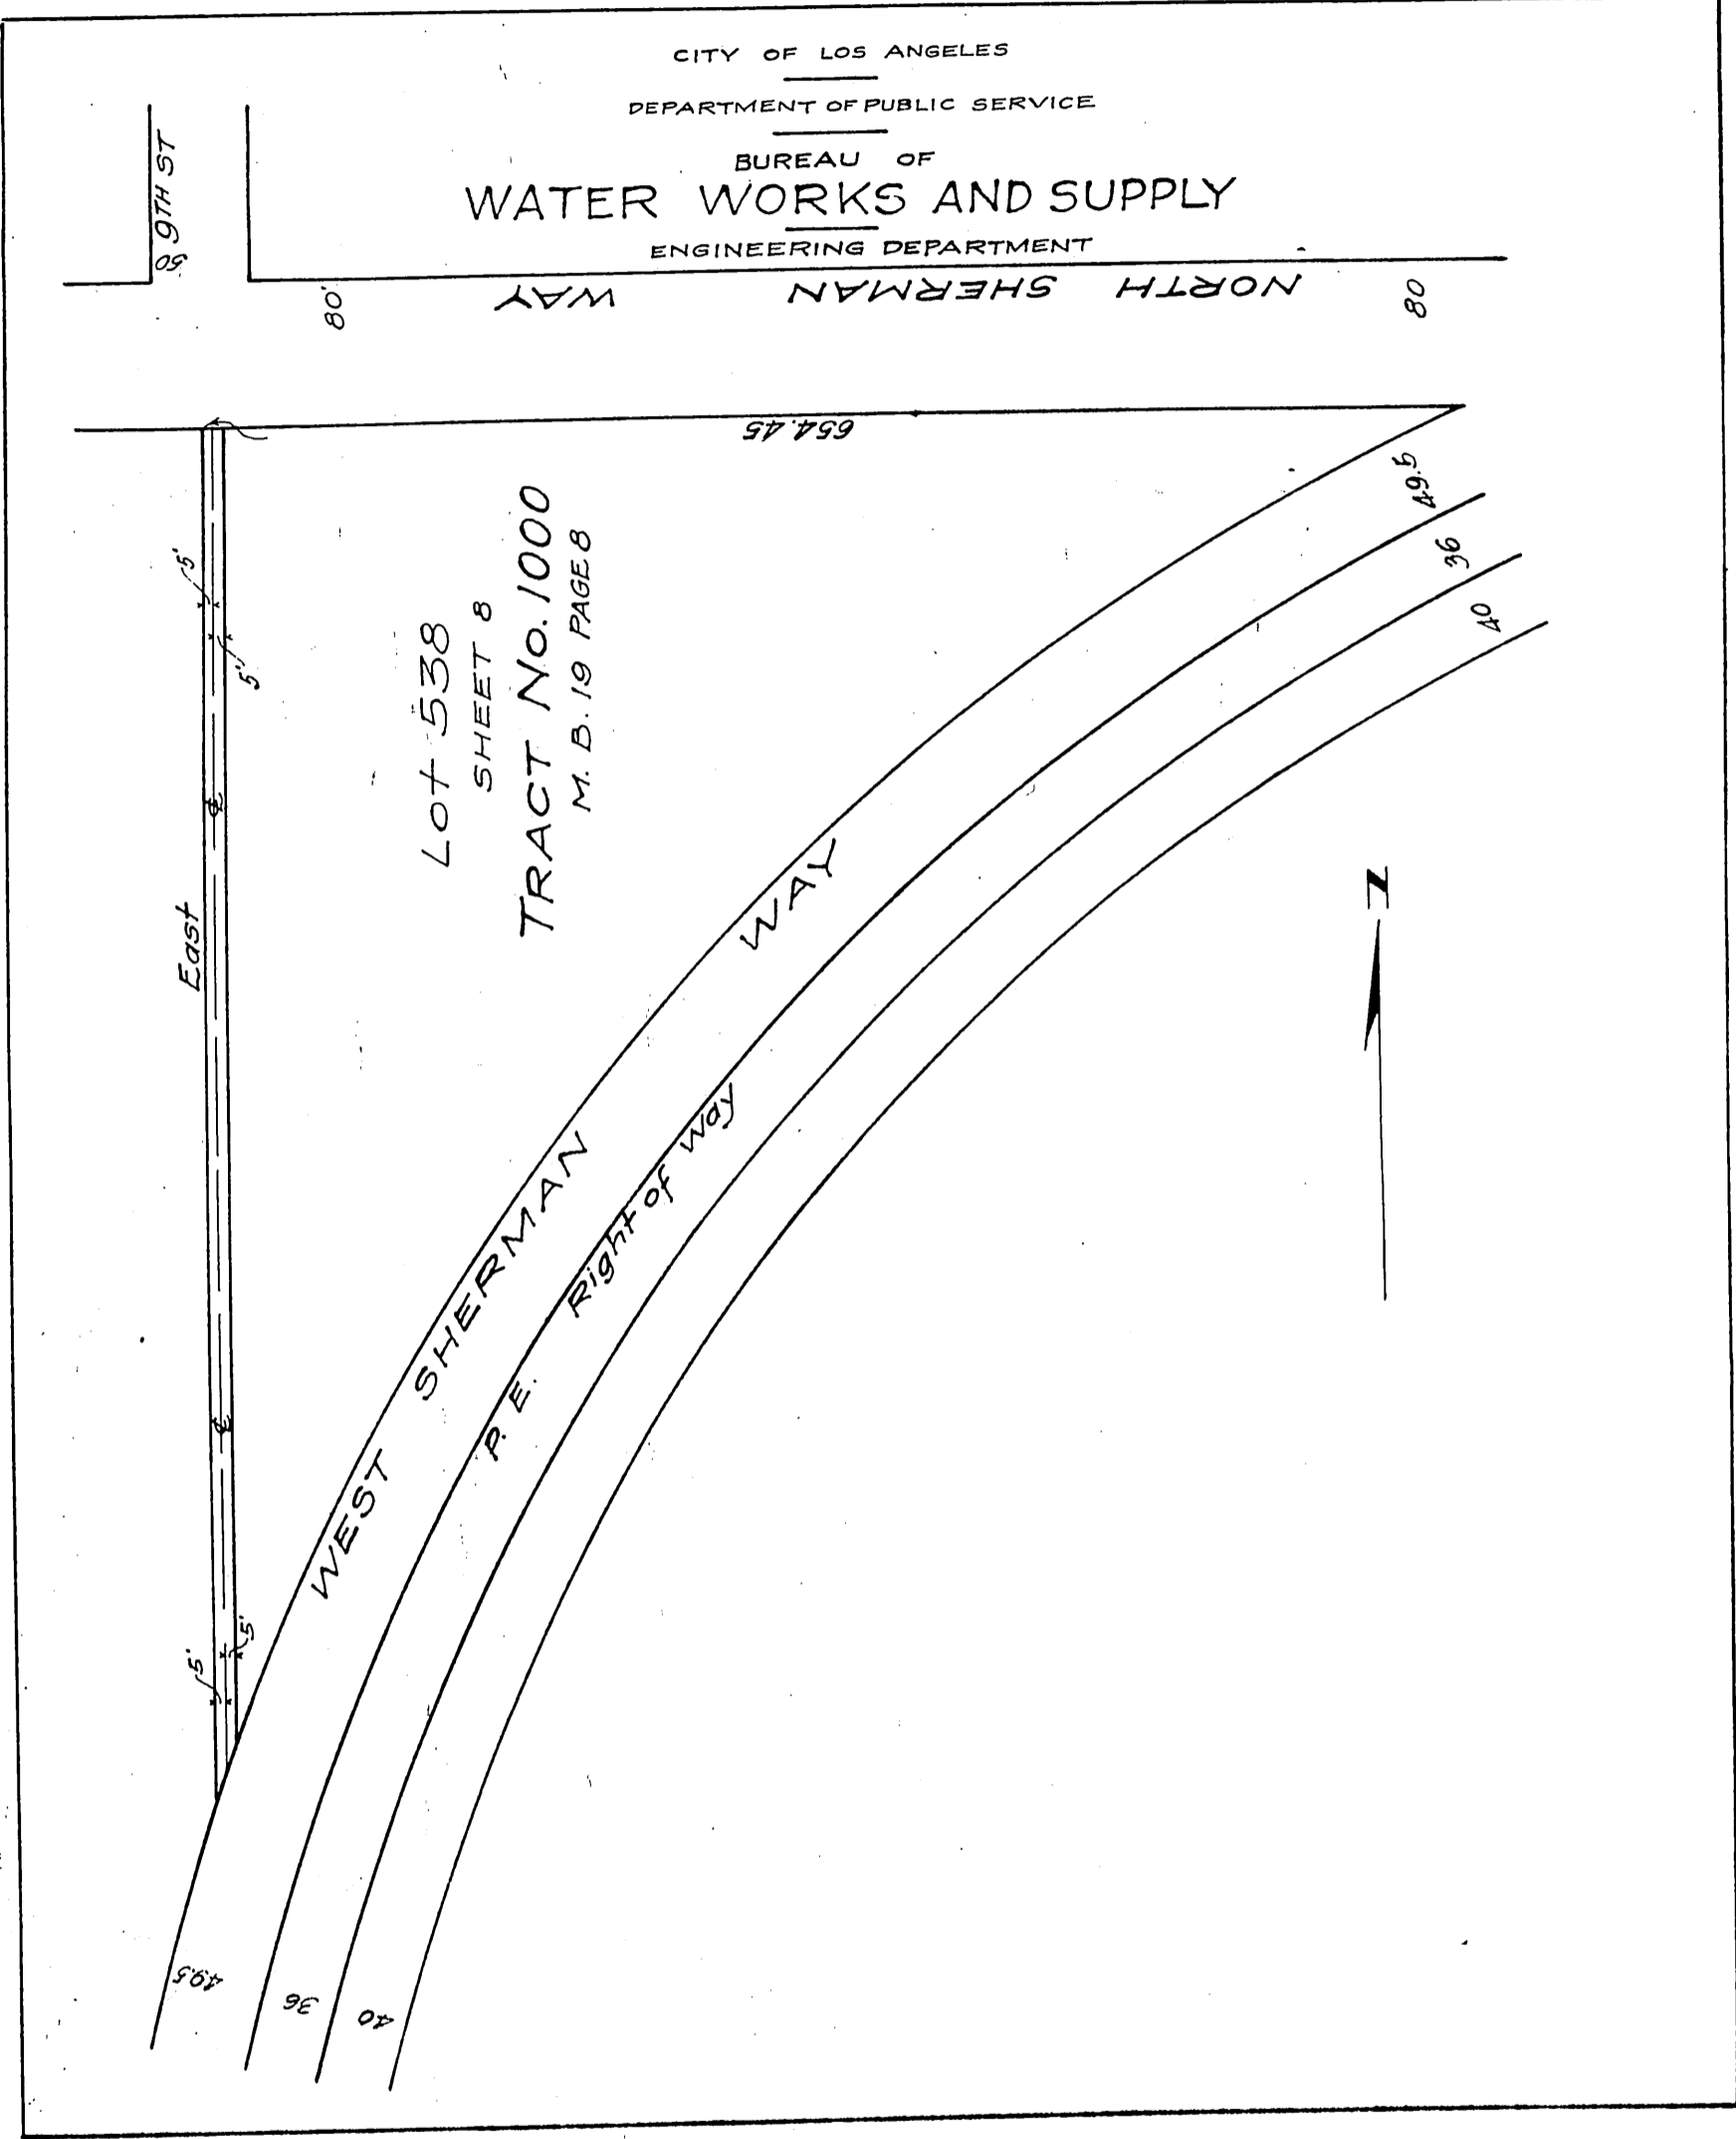 CITY OF LOS ANGELES
DEPARTMENT OF PUBLIC SERVICE
BUREAU OF
WATER WORKS AND SUPPLY
ENGINEERING DEPARTMENT
50 9TH ST
80'
NORTH SHERMAN WAY
80
654.45
49.5
36
40
5'
5'
Lot 538
SHEET 8
TRACT No. 1000
M. B. 19 PAGE 8
East
N
WEST SHERMAN WAY
P. E. Right of Way
5'
5'
49.5
36
40